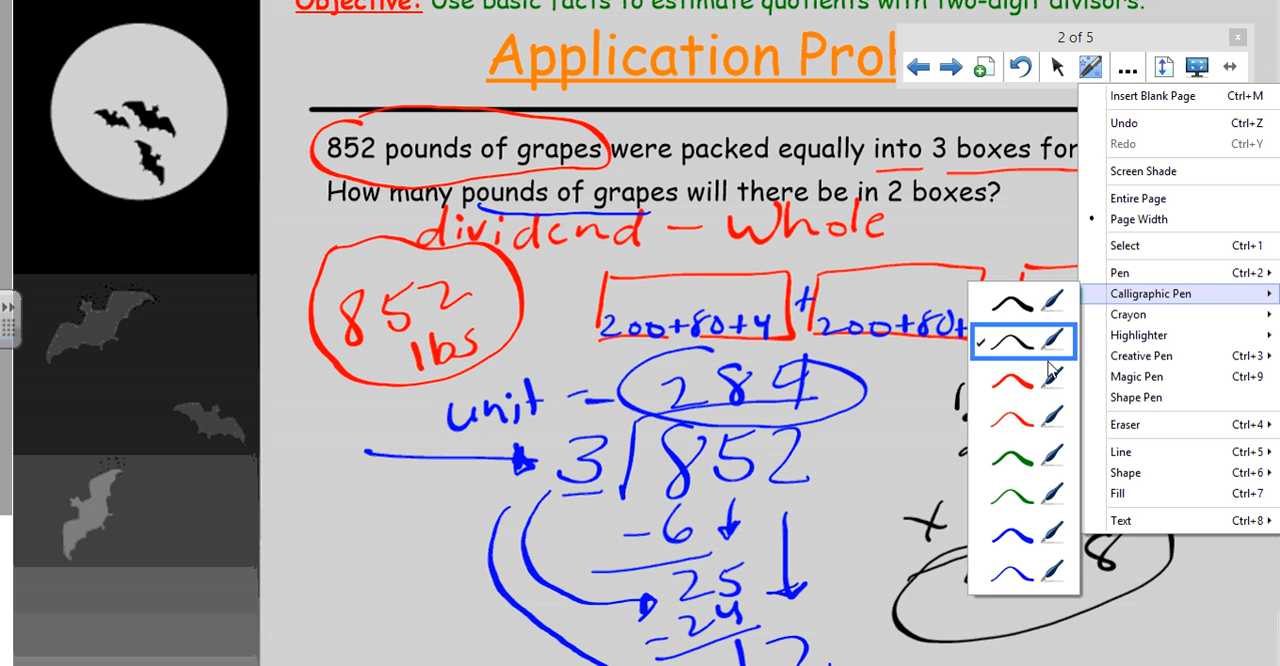 Objective: Use basic facts to estimate quotients with two-digit divisors.
2 of 5
Application Prob
852 pounds of grapes were packed equally into 3 boxes for
How many pounds of grapes will there be in 2 boxes?
dividend - whole
852
lbs
200+80+4 + 200+80+
unit = 284
3 852
-6
25
-24
12
+
8
Insert Blank Page Ctrl+M
Undo Ctrl+Z
Redo Ctrl+Y
Screen Shade
Entire Page
Page Width
Select Ctrl+1
Pen Ctrl+2
Calligraphic Pen
Crayon
Highlighter
Creative Pen Ctrl+3
Magic Pen Ctrl+9
Shape Pen
Eraser Ctrl+4
Line Ctrl+5
Shape Ctrl+6
Fill Ctrl+7
Text Ctrl+8